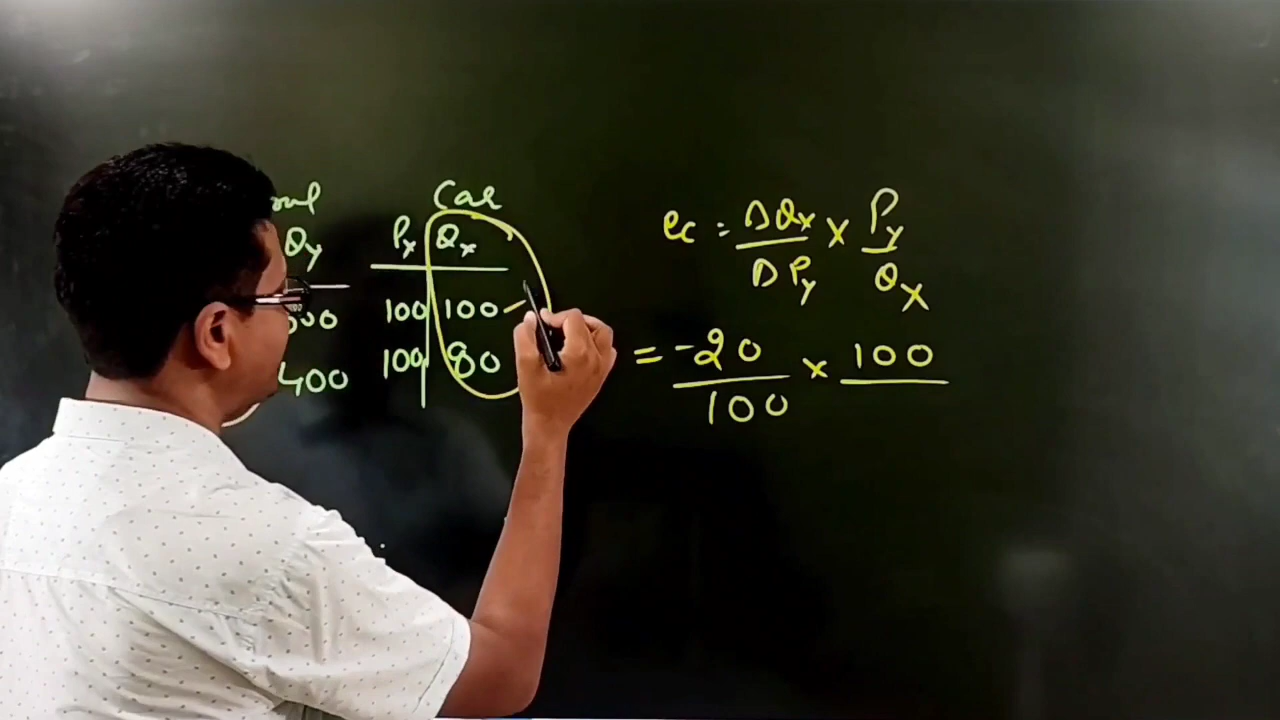 Car
Qy Px Qx
100 100
400 100 80
ec = ΔQx / ΔPy × Py / Qx
= -20 / 100 × 100